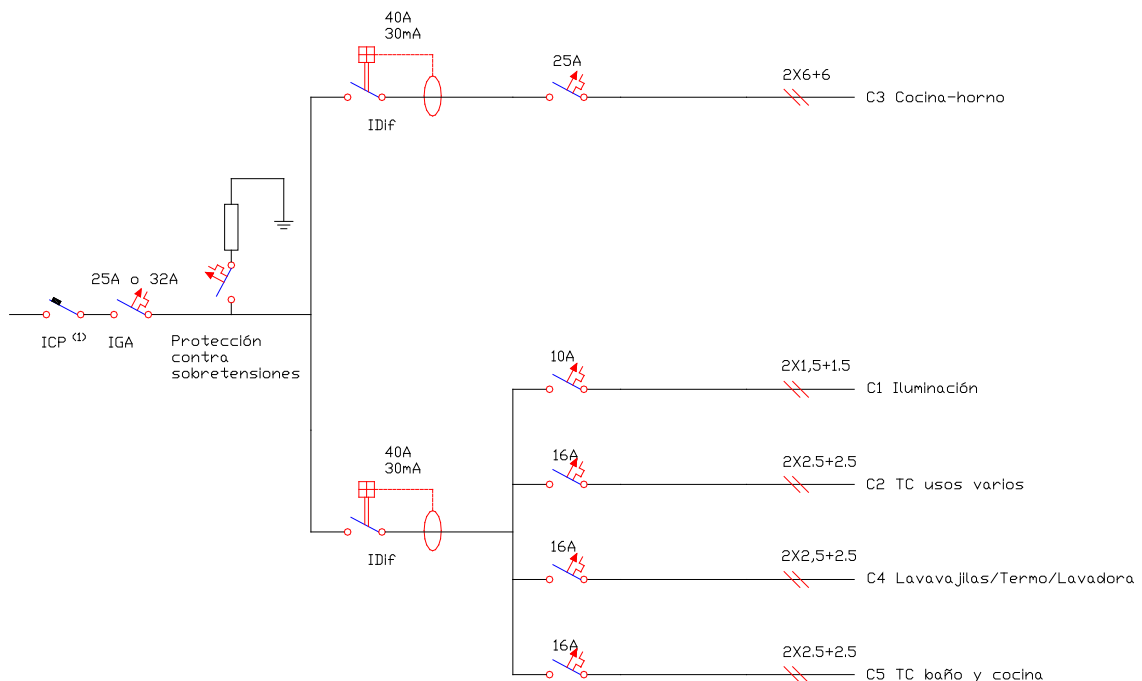 40A
30mA
25A
2X6+6
C3 Cocina-horno
IDif
25A o 32A
ICP (1)
IGA
Protección
contra
sobretensiones
10A
2X1,5+1.5
C1 Iluminación
40A
30mA
16A
2X2.5+2.5
C2 TC usos varios
IDif
16A
2X2,5+2.5
C4 Lavavajilas/Termo/Lavadora
16A
2X2.5+2.5
C5 TC baño y cocina